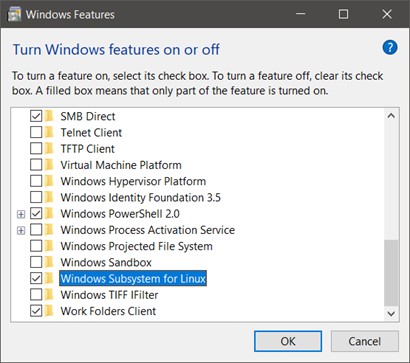 Windows Features
Turn Windows features on or off
?
To turn a feature on, select its check box. To turn a feature off, clear its check
box. A filled box means that only part of the feature is turned on.
SMB Direct
Telnet Client
TFTP Client
Virtual Machine Platform
Windows Hypervisor Platform
Windows Identity Foundation 3.5
Windows PowerShell 2.0
Windows Process Activation Service
Windows Projected File System
Windows Sandbox
Windows Subsystem for Linux
Windows TIFF IFilter
Work Folders Client
OK Cancel